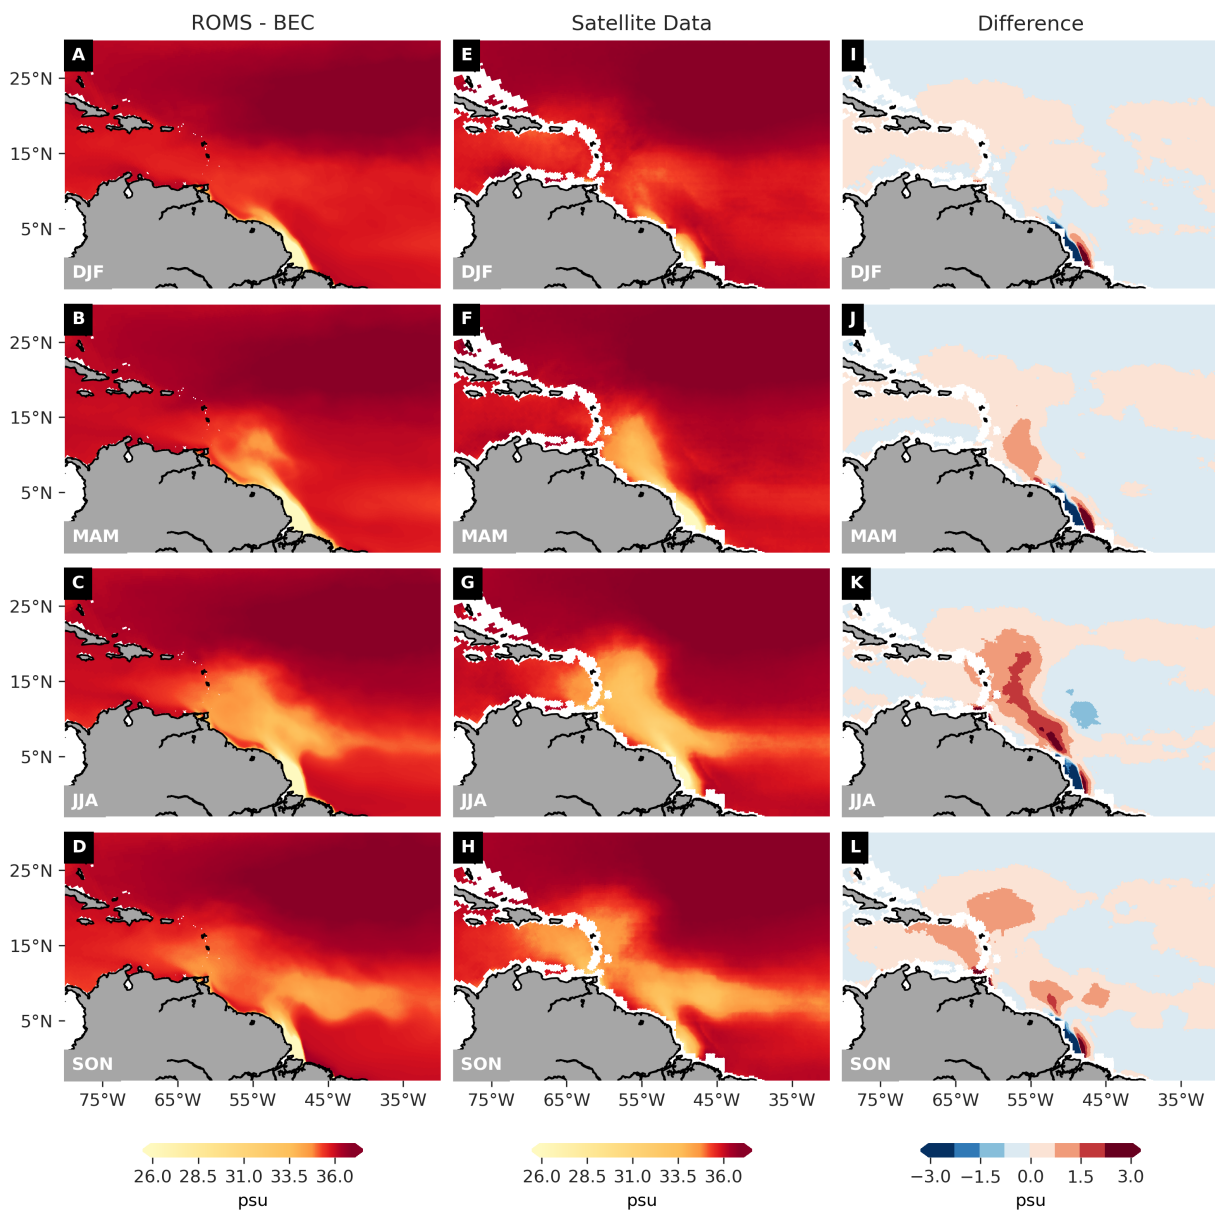 ROMS - BEC Satellite Data Difference
A E I
25°N
15°N
5°N
DJF DJF DJF
B F J
25°N
15°N
5°N
MAM MAM MAM
C G K
25°N
15°N
5°N
JJA JJA JJA
D H L
25°N
15°N
5°N
SON SON SON
75°W 65°W 55°W 45°W 35°W 75°W 65°W 55°W 45°W 35°W 75°W 65°W 55°W 45°W 35°W
26.0 28.5 31.0 33.5 36.0 26.0 28.5 31.0 33.5 36.0 −3.0 −1.5 0.0 1.5 3.0
psu psu psu